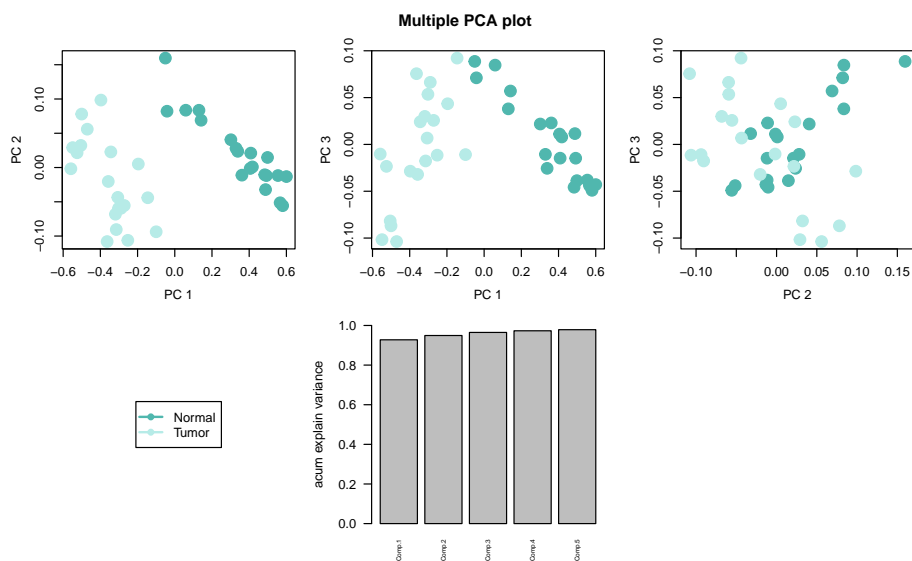 Multiple PCA plot
PC 2
−0.10
0.00
0.10
−0.6 −0.4 −0.2 0.0 0.2 0.4 0.6
PC 1
PC 3
−0.10
−0.05
0.00
0.05
0.10
−0.6 −0.4 −0.2 0.0 0.2 0.4 0.6
PC 1
PC 3
−0.10
−0.05
0.00
0.05
0.10
−0.10 0.00 0.05 0.10 0.15
PC 2
Normal
Tumor
acum explain variance
1.0
0.8
0.6
0.4
0.2
0.0
Comp.1 Comp.2 Comp.3 Comp.4 Comp.5